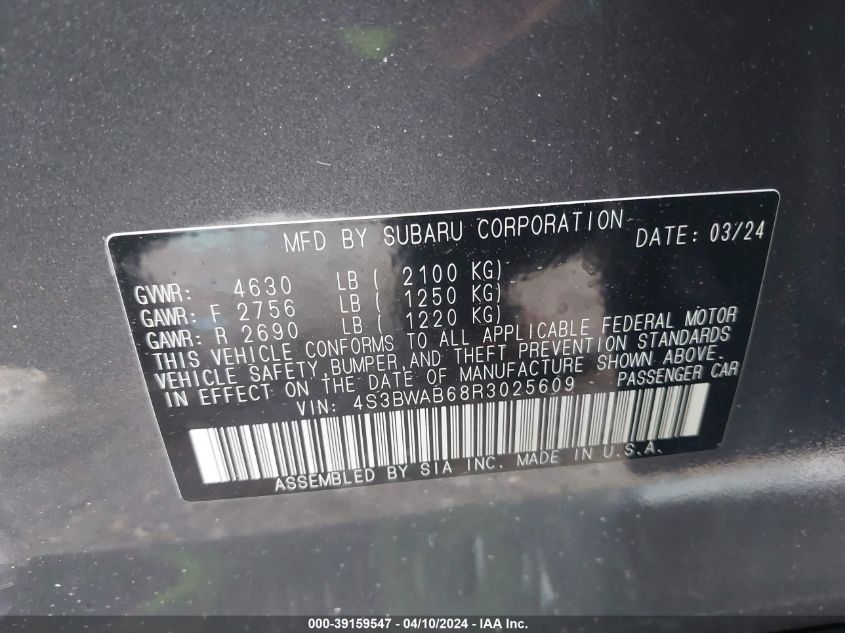 MFD BY SUBARU CORPORATION DATE: 03/24
GVWR: 4630 LB ( 2100 KG)
GAWR: F 2756 LB ( 1250 KG)
GAWR: R 2690 LB ( 1220 KG)
THIS VEHICLE CONFORMS TO ALL APPLICABLE FEDERAL MOTOR
VEHICLE SAFETY, BUMPER, AND THEFT PREVENTION STANDARDS
IN EFFECT ON THE DATE OF MANUFACTURE SHOWN ABOVE.
VIN: 4S3BWAB68R3025609 PASSENGER CAR
ASSEMBLED BY SIA INC. MADE IN U.S.A.
000-39159547 - 04/10/2024 - IAA Inc.